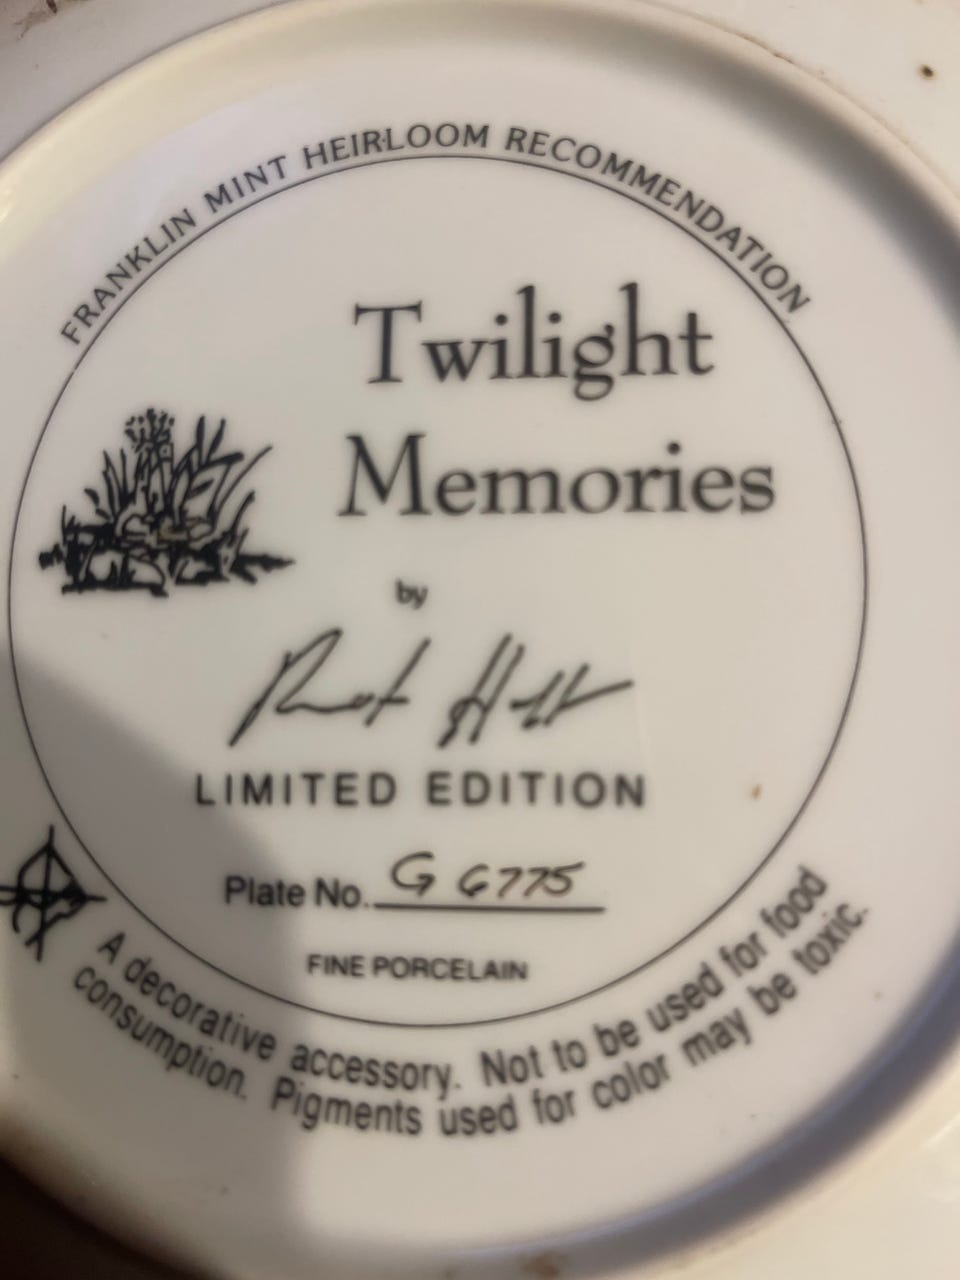 FRANKLIN MINT HEIRLOOM RECOMMENDATION
Twilight
Memories
by
LIMITED EDITION
Plate No. G 6775
FINE PORCELAIN
A decorative accessory. Not to be used for food
consumption. Pigments used for color may be toxic.